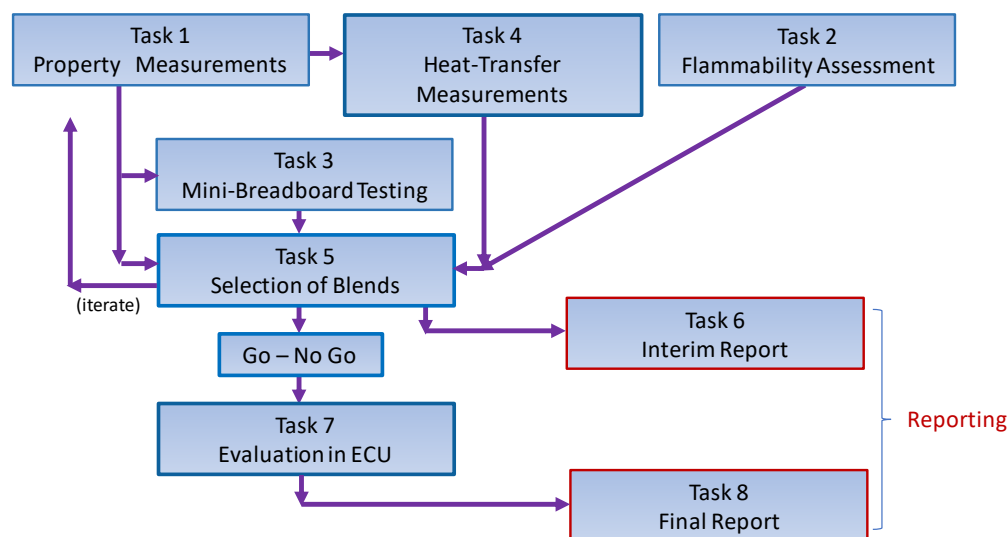 Task 1
Property Measurements
Task 4
Heat-Transfer
Measurements
Task 2
Flammability Assessment
Task 3
Mini-Breadboard Testing
Task 5
Selection of Blends
(iterate)
Task 6
Interim Report
Go – No Go
Reporting
Task 7
Evaluation in ECU
Task 8
Final Report